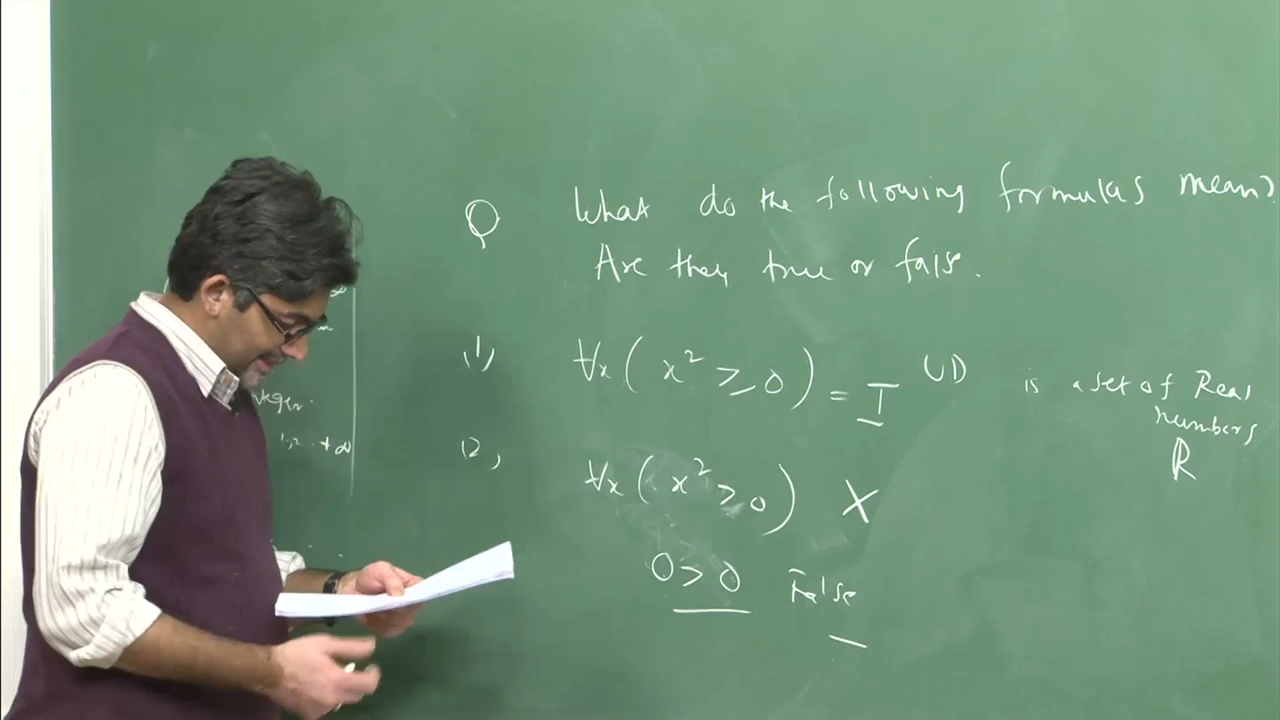 Q What do the following formulas mean?
Are they true or false.
(1) ∀x( x² ≥ 0 ) = T UD is a set of Real
numbers
ℝ
(2) ∀x( x² > 0 ) X
0 > 0 False